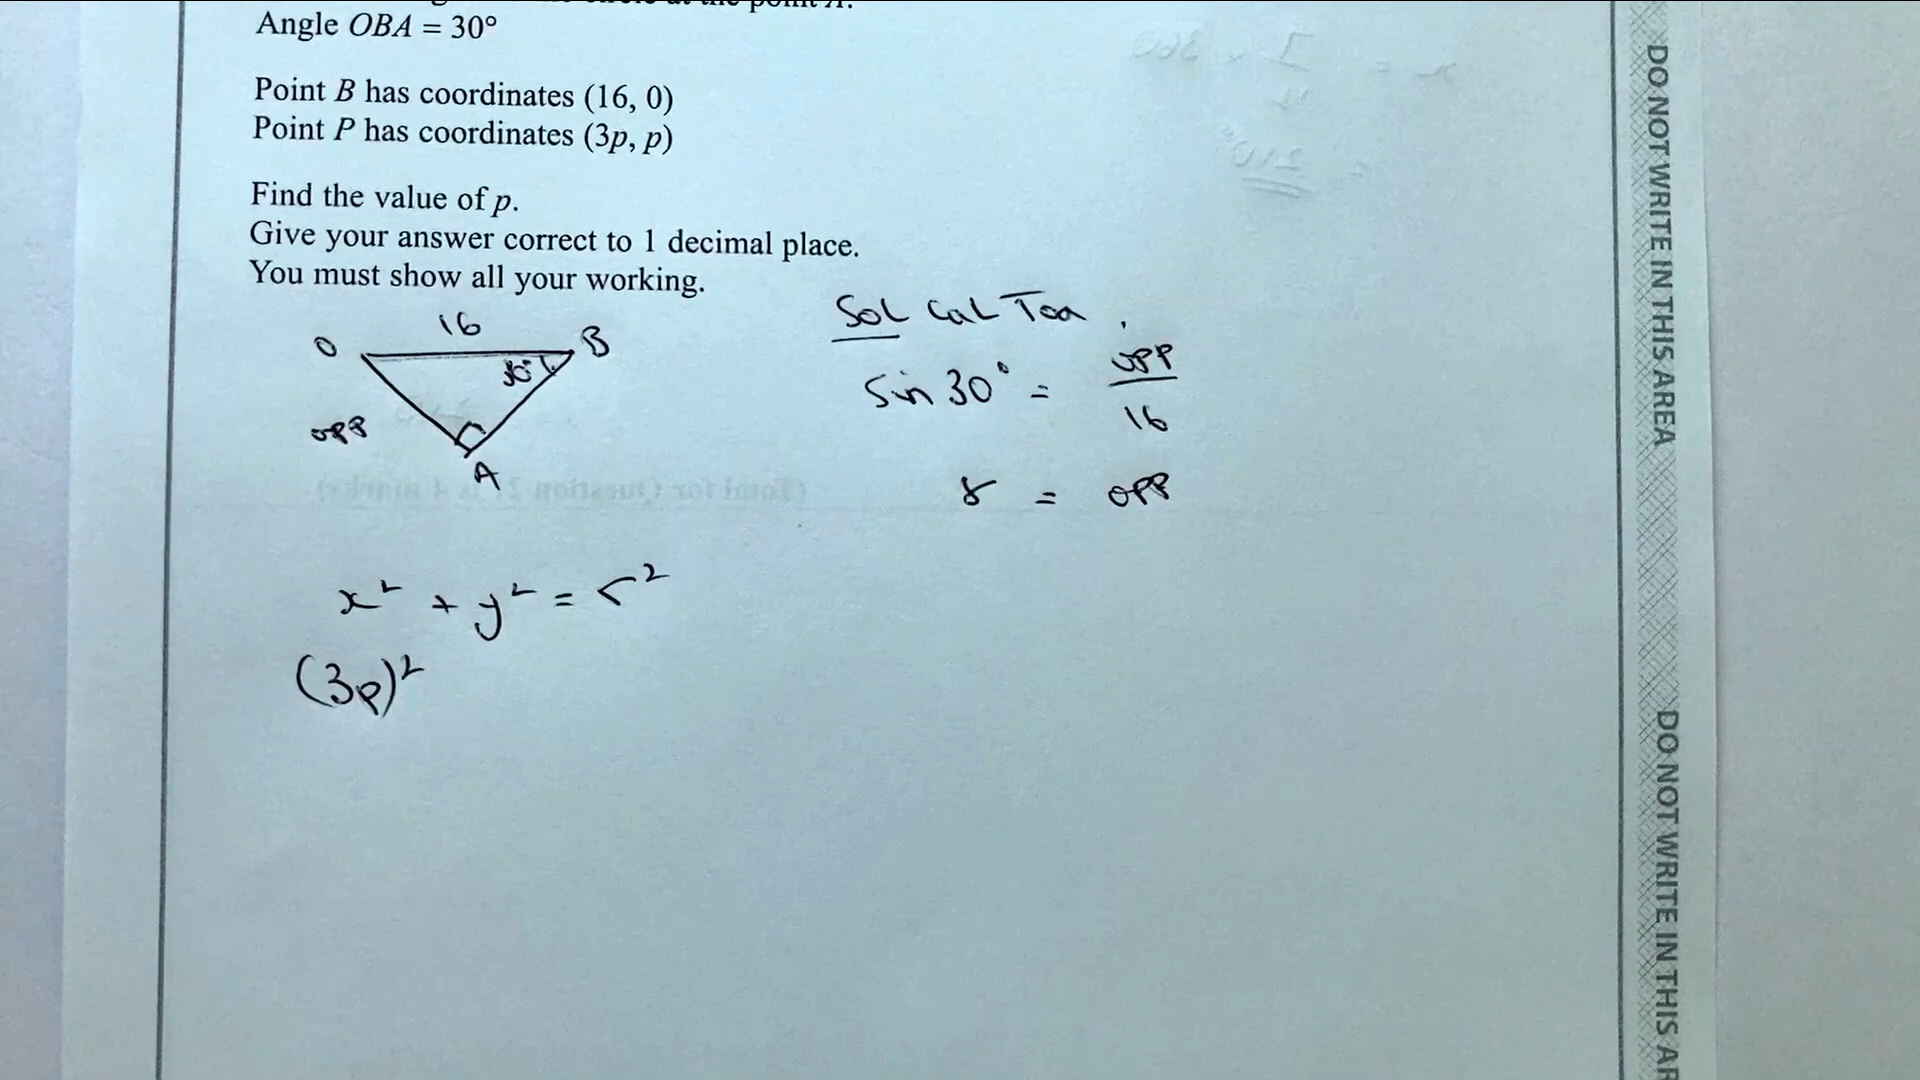 Angle OBA = 30°
Point B has coordinates (16, 0)
Point P has coordinates (3p, p)
Find the value of p.
Give your answer correct to 1 decimal place.
You must show all your working.
16
O
B
30°
opp
A
Soh Cah Toa
Sin 30° = opp
16
8 = opp
x² + y² = r²
(3p)²
DO NOT WRITE IN THIS AREA
DO NOT WRITE IN THIS AR